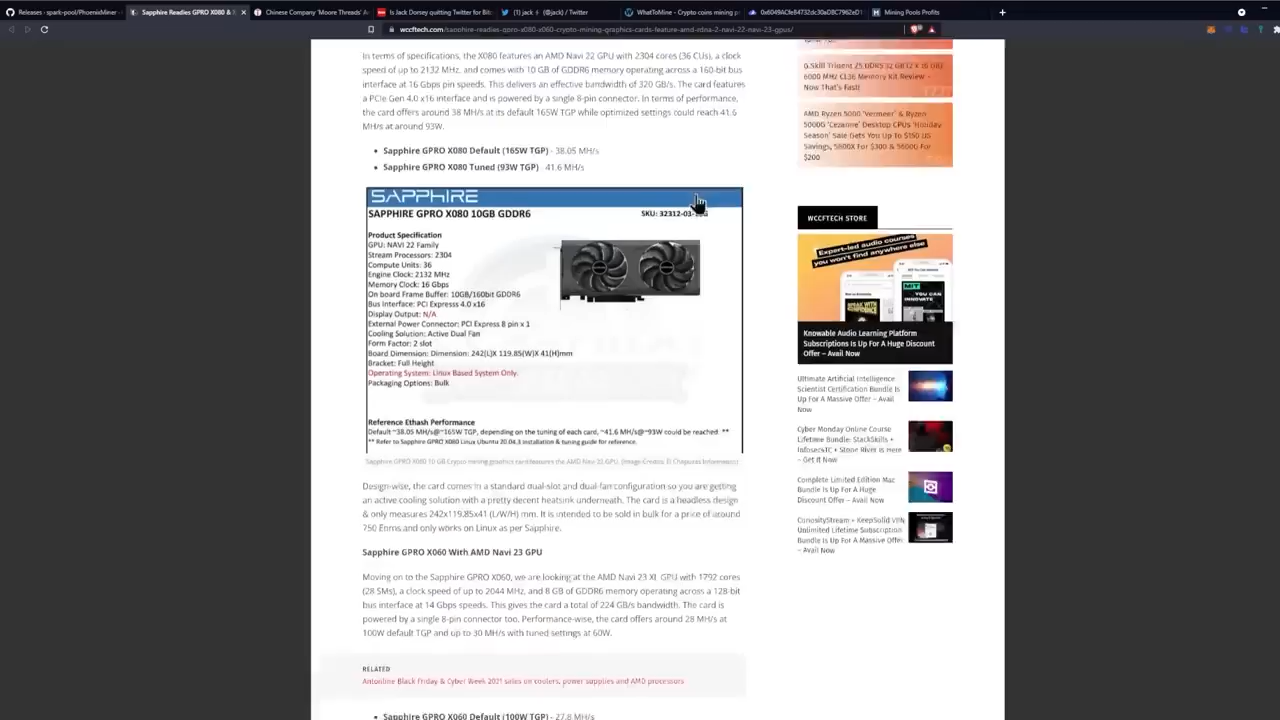 Releases · spark-pool/PhoenixMiner ·
Sapphire Readies GPRO X080 &
Chinese Company 'Moore Threads' A
Is Jack Dorsey quitting Twitter for Bit
(1) jack (@jack) / Twitter
WhatToMine - Crypto coins mining p
Mining Pools Profits
wccftech.com/sapphire-readies-gpro-x080-x060-crypto-mining-graphics-cards-feature-amd-rdna-2-navi-22-navi-23-gpus/
In terms of specifications, the X080 features an AMD Navi 22 GPU with 2304 cores (36 CUs), a clock
speed of up to 2132 MHz, and comes with 10 GB of GDDR6 memory operating across a 160-bit bus
interface at 16 Gbps pin speeds. This delivers an effective bandwidth of 320 GB/s. The card features
a PCIe Gen 4.0 x16 interface and is powered by a single 8-pin connector. In terms of performance,
the card offers around 38 MH/s at its default 165W TGP while optimized settings could reach 41.6
MH/s at around 93W.
• Sapphire GPRO X080 Default (165W TGP) - 38.05 MH/s
• Sapphire GPRO X080 Tuned (93W TGP) - 41.6 MH/s
SAPPHIRE
SAPPHIRE GPRO X080 10GB GDDR6
SKU: 32312-03-
Product Specification
GPU: NAVI 22 Family
Stream Processors: 2304
Compute Units: 36
Engine Clock: 2132 MHz
Memory Clock: 16 Gbps
On board Frame Buffer: 10GB/160bit GDDR6
Bus Interface: PCI Expresss 4.0 x16
Display Output: N/A
External Power Connector: PCI Express 8 pin x 1
Cooling Solution: Active Dual Fan
Form Factor: 2 slot
Board Dimension: Dimension: 242(L)X 119.85(W)X 41(H)mm
Bracket: Full Height
Operating System: Linux Based System Only.
Packaging Options: Bulk
Reference Ethash Performance
Default ~38.05 MH/s@~165W TGP, depending on the tuning of each card, ~41.6 MH/s@~93W could be reached **
** Refer to Sapphire GPRO X080 Linux Ubuntu 20.04.3 installation & tuning guide for reference.
Sapphire GPRO X080 10 GB Crypto mining graphics card features the AMD Navi 22 GPU. (Image Credits: El Chapuzas Informatico)
Design-wise, the card comes in a standard dual-slot and dual-fan configuration so you are getting
an active cooling solution with a pretty decent heatsink underneath. The card is a headless design
& only measures 242x119.85x41 (L/W/H) mm. It is intended to be sold in bulk for a price of around
750 Euros and only works on Linux as per Sapphire.
Sapphire GPRO X060 With AMD Navi 23 GPU
Moving on to the Sapphire GPRO X060, we are looking at the AMD Navi 23 XL GPU with 1792 cores
(28 SMs), a clock speed of up to 2044 MHz, and 8 GB of GDDR6 memory operating across a 128-bit
bus interface at 14 Gbps speeds. This gives the card a total of 224 GB/s bandwidth. The card is
powered by a single 8-pin connector too. Performance-wise, the card offers around 28 MH/s at
100W default TGP and up to 30 MH/s with tuned settings at 60W.
RELATED
Antonline Black Friday & Cyber Week 2021 sales on coolers, power supplies and AMD processors
• Sapphire GPRO X060 Default (100W TGP) - 27.8 MH/s
G.Skill Trident Z5 DDR5 32 GB
6000 MHz CL36 Memory Kit Review –
Now That's Fast!
AMD Ryzen 5000 'Vermeer' & Ryzen
5000G 'Cezanne' Desktop CPUs 'Holiday
Season' Sale Gets You Up To $150 US
Savings, 5800X For $300 & 5600G For
$200
WCCFTECH STORE
Expert-led audio courses
you won't find anywhere else
MIT
YOU CAN
INNOVATE
Knowable Audio Learning Platform
Subscriptions Is Up For A Huge Discount
Offer – Avail Now
Ultimate Artificial Intelligence
Scientist Certification Bundle Is
Up For A Massive Offer – Avail
Now
Cyber Monday Online Course
Lifetime Bundle: StackSkills +
Infosec4TC + Stone River Is Here
– Get It Now
Complete Limited Edition Mac
Bundle Is Up For A Huge
Discount Offer – Avail Now
CuriosityStream + KeepSolid VPN
Unlimited Lifetime Subscription
Bundle Is Up For A Massive Offer
– Avail Now